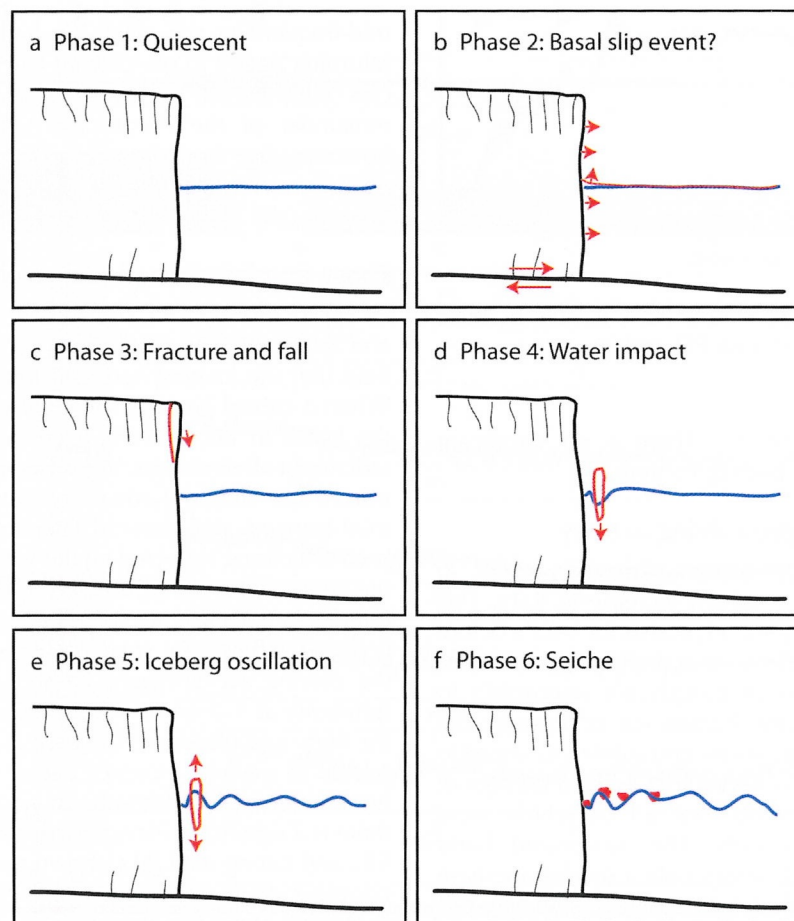 a Phase 1: Quiescent
b Phase 2: Basal slip event?
c Phase 3: Fracture and fall
d Phase 4: Water impact
e Phase 5: Iceberg oscillation
f Phase 6: Seiche